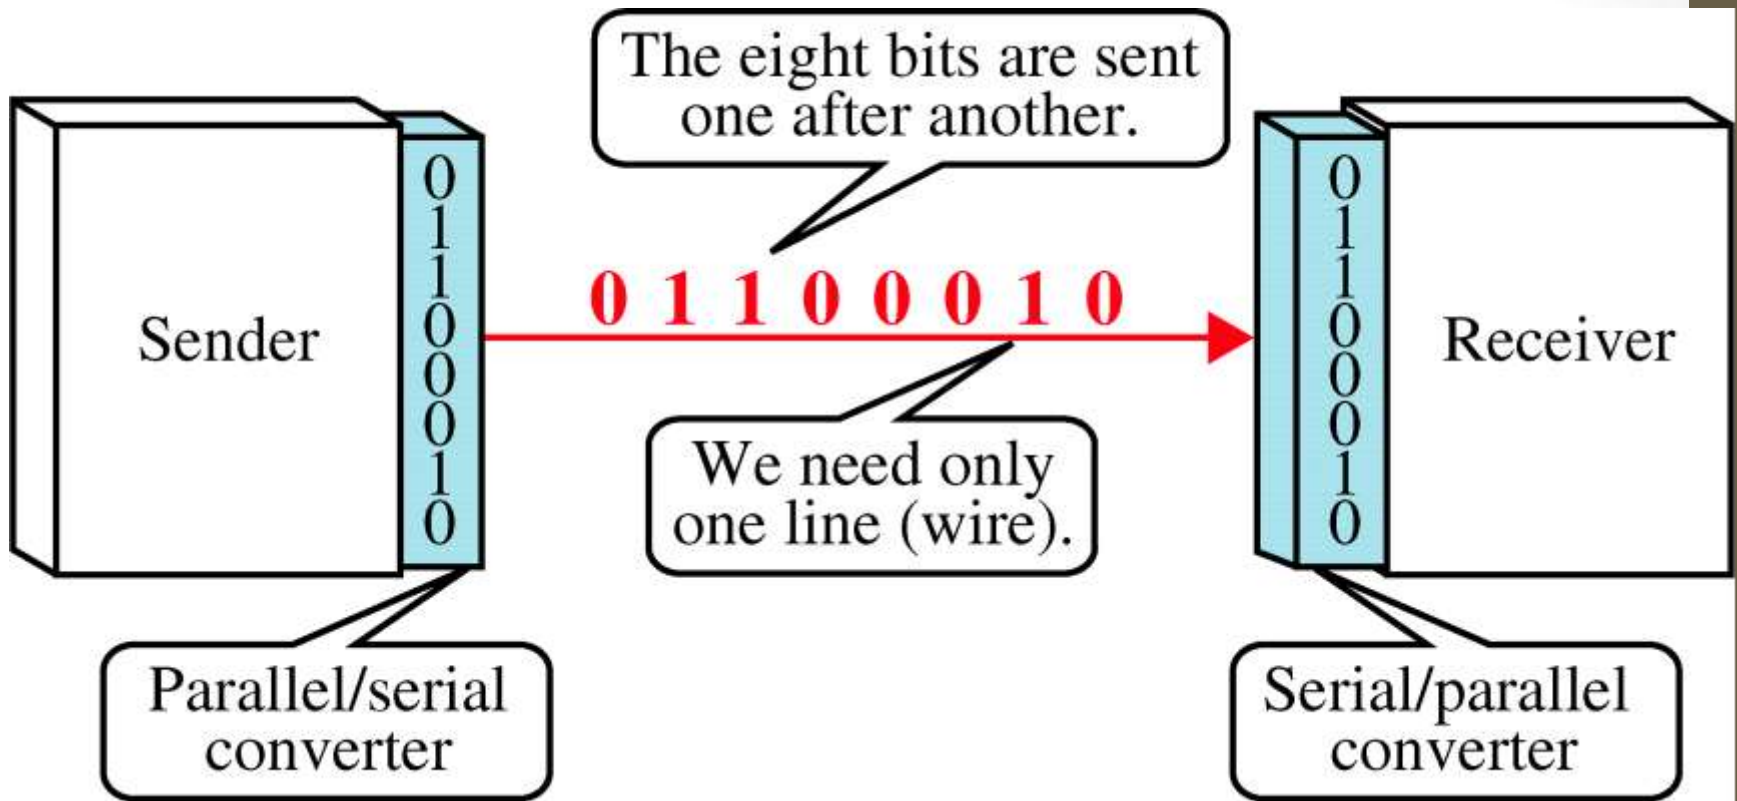 The eight bits are sent
one after another.
0
1
1
0
0
0
1
0
Sender
0 1 1 0 0 0 1 0
0
1
1
0
0
0
1
0
Receiver
We need only
one line (wire).
Parallel/serial
converter
Serial/parallel
converter